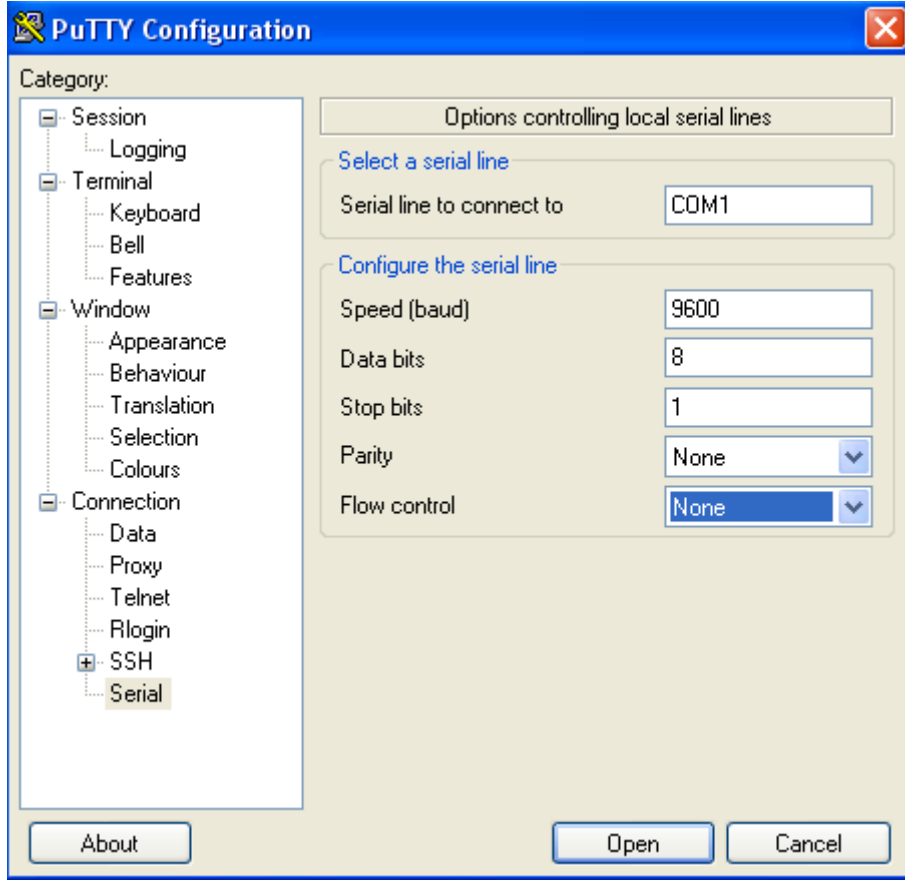 PuTTY Configuration
Category:
Session
Logging
Terminal
Keyboard
Bell
Features
Window
Appearance
Behaviour
Translation
Selection
Colours
Connection
Data
Proxy
Telnet
Rlogin
SSH
Serial
Options controlling local serial lines
Select a serial line
Serial line to connect to COM1
Configure the serial line
Speed (baud) 9600
Data bits 8
Stop bits 1
Parity None
Flow control None
About Open Cancel